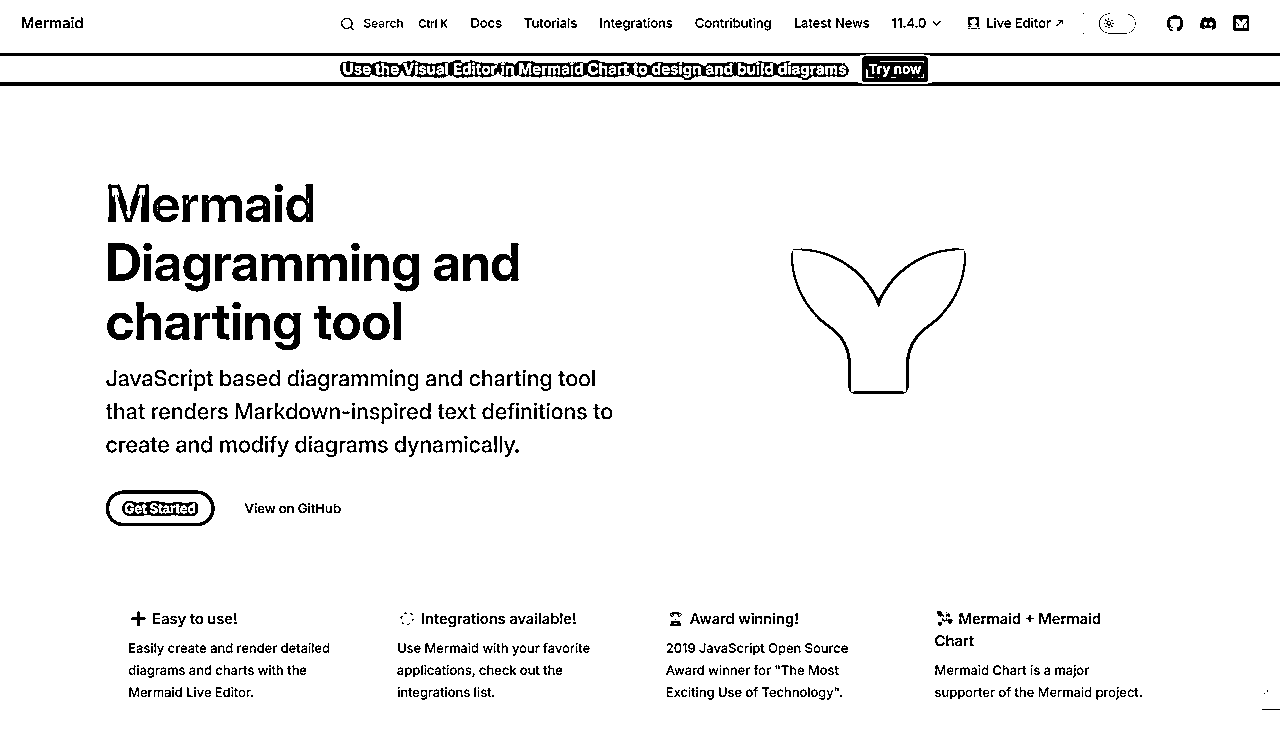 Mermaid Search Ctrl K Docs Tutorials Integrations Contributing Latest News 11.4.0 Live Editor
Use the Visual Editor in Mermaid Chart to design and build diagrams Try now
Mermaid
Diagramming and
charting tool
JavaScript based diagramming and charting tool
that renders Markdown-inspired text definitions to
create and modify diagrams dynamically.
Get Started View on GitHub
Easy to use!
Easily create and render detailed
diagrams and charts with the
Mermaid Live Editor.
Integrations available!
Use Mermaid with your favorite
applications, check out the
integrations list.
Award winning!
2019 JavaScript Open Source
Award winner for "The Most
Exciting Use of Technology".
Mermaid + Mermaid
Chart
Mermaid Chart is a major
supporter of the Mermaid project.